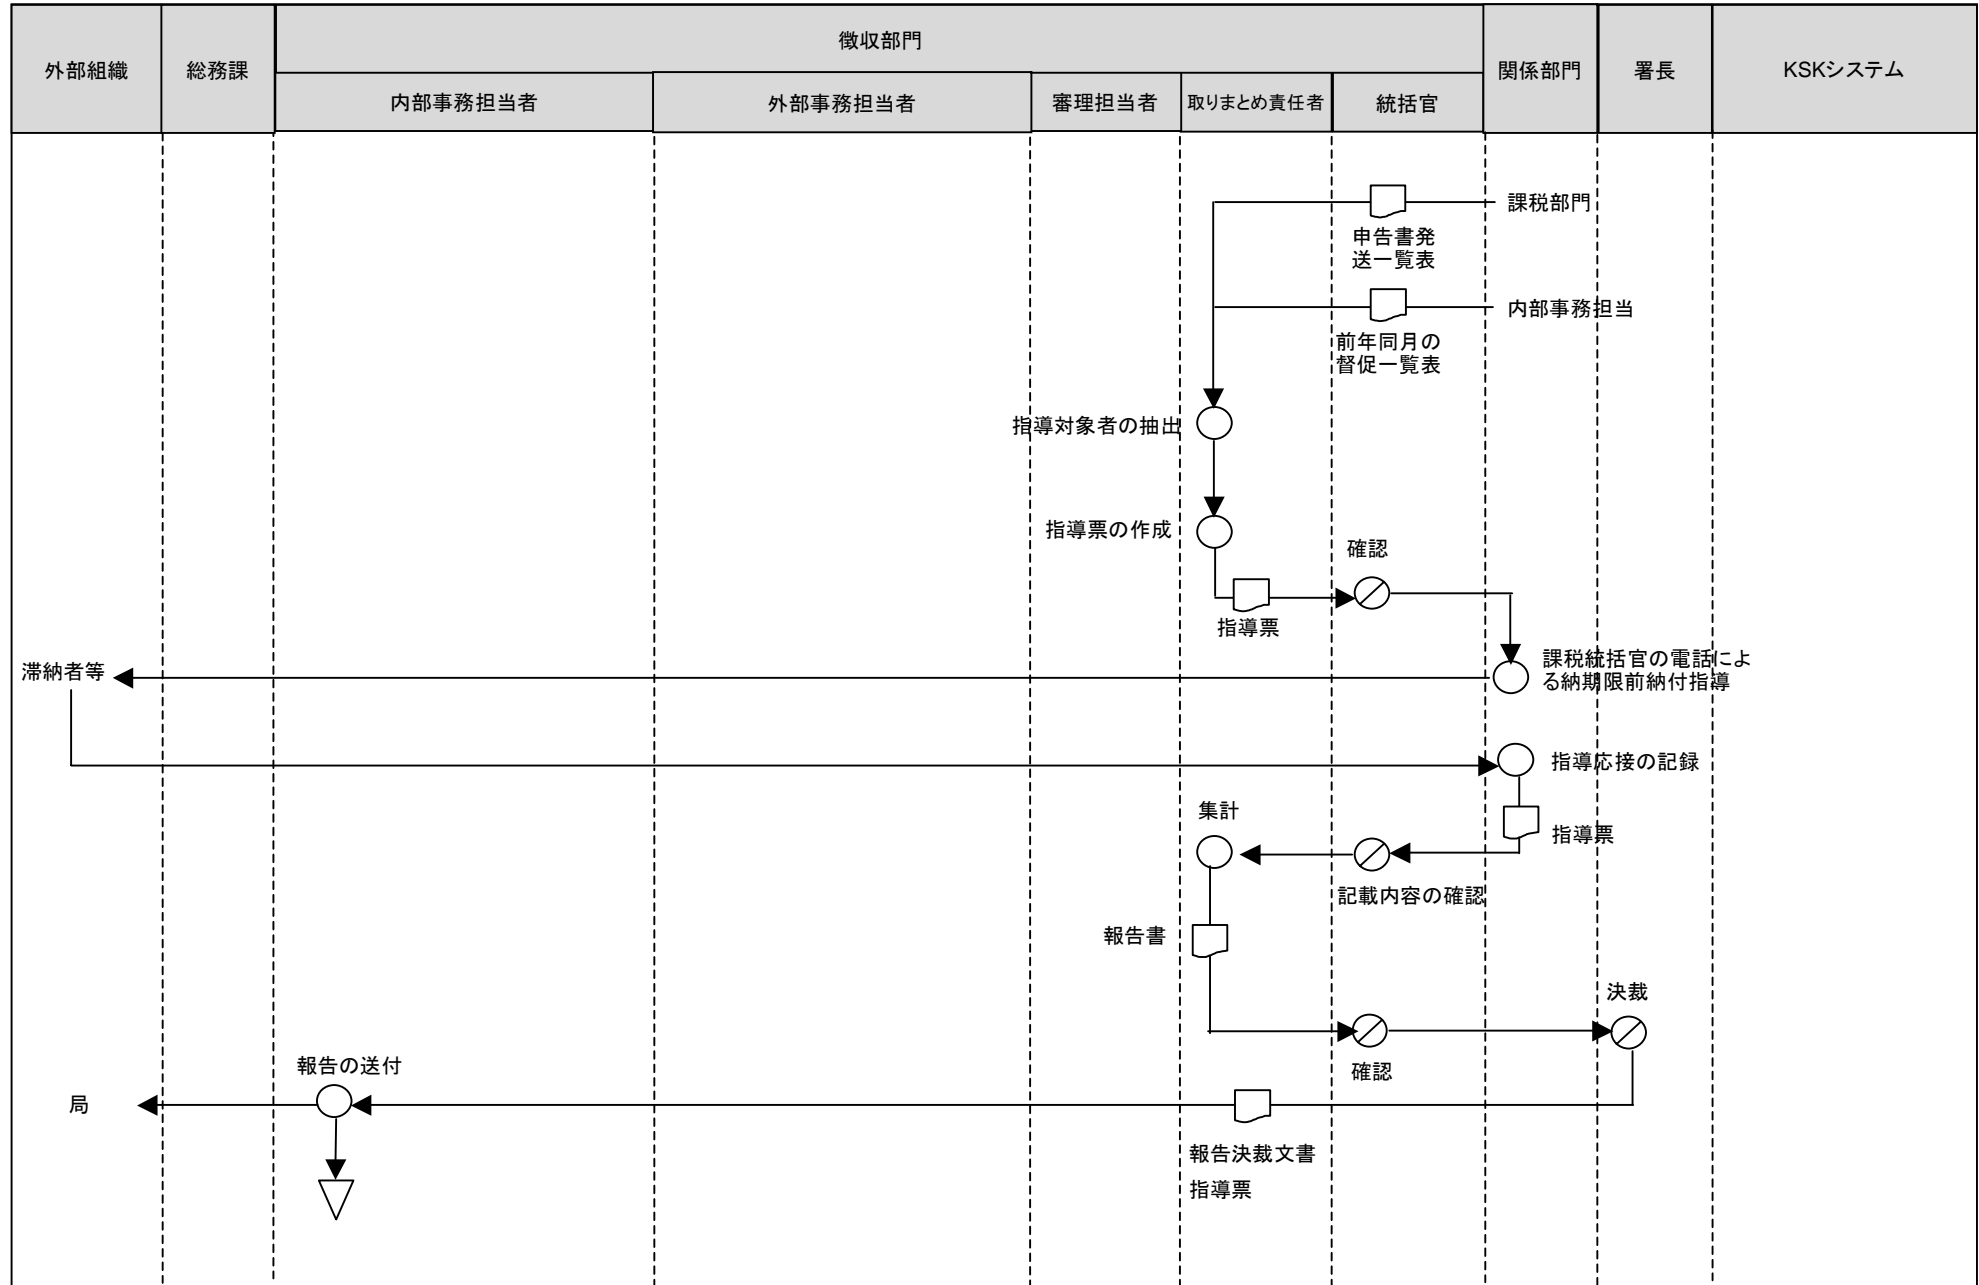 徴収部門
外部組織
総務課
関係部門
署長
KSKシステム
内部事務担当者
外部事務担当者
審理担当者
取りまとめ責任者
統括官
課税部門
申告書発
送一覧表
内部事務担当
前年同月の
督促一覧表
指導対象者の抽出
指導票の作成
確認
指導票
滞納者等
課税統括官の電話によ
る納期限前納付指導
指導応接の記録
集計
指導票
記載内容の確認
報告書
決裁
確認
報告の送付
局
報告決裁文書
指導票